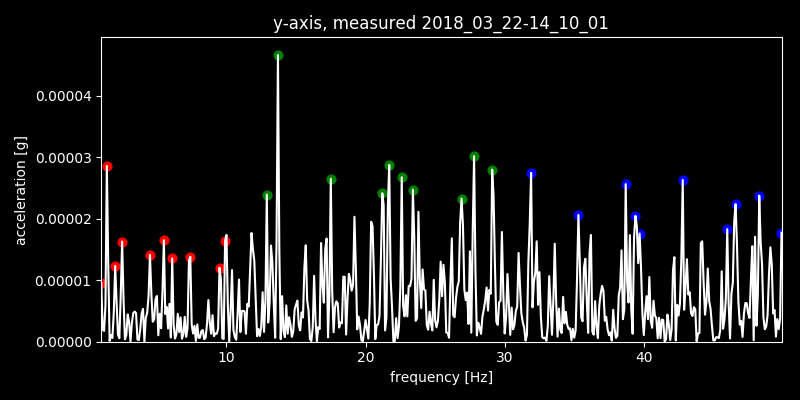 y-axis, measured 2018_03_22-14_10_01
0.00004
0.00003
0.00002
0.00001
0.00000
acceleration [g]
10 20 30 40
frequency [Hz]